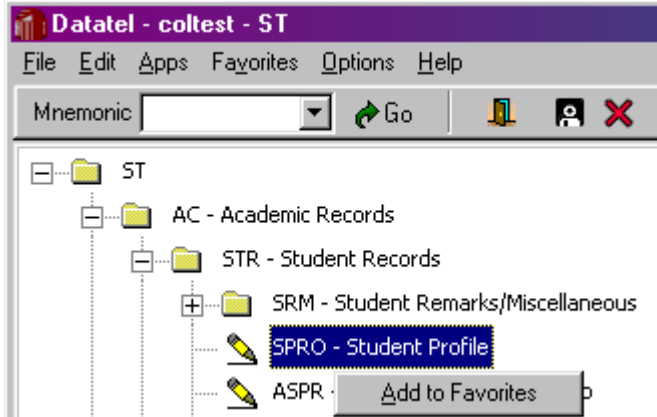 Datatel - coltest - ST
File Edit Apps Favorites Options Help
Mnemonic Go
ST
AC - Academic Records
STR - Student Records
SRM - Student Remarks/Miscellaneous
SPRO - Student Profile
ASPR - Add to Favorites